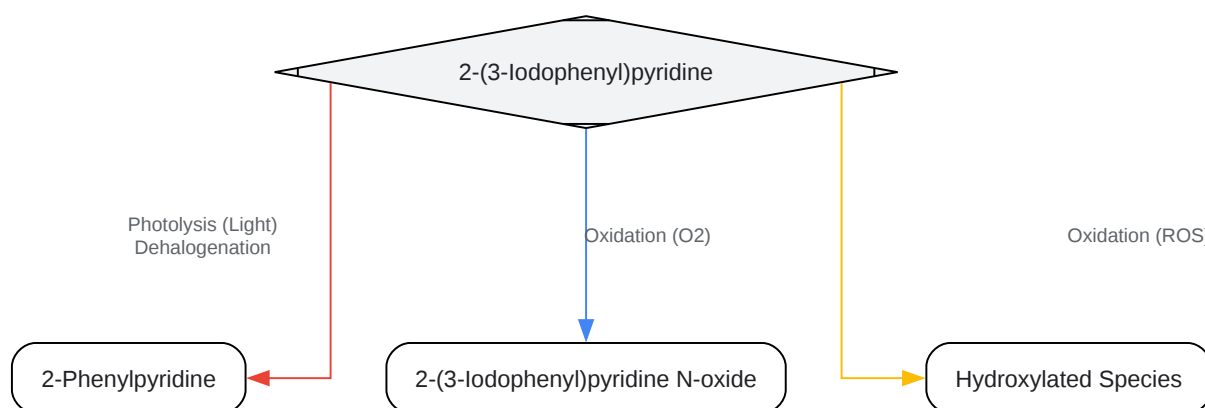 2-(3-Iodophenyl)pyridine
Photolysis (Light)
Dehalogenation
Oxidation (O2)
Oxidation (ROS)
2-Phenylpyridine
2-(3-Iodophenyl)pyridine N-oxide
Hydroxylated Species